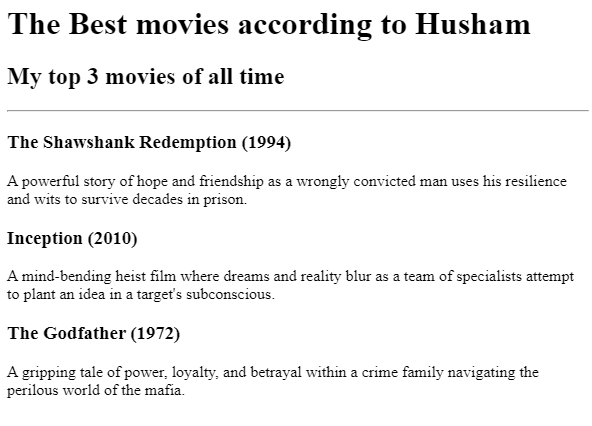 The Best movies according to Husham
My top 3 movies of all time
The Shawshank Redemption (1994)
A powerful story of hope and friendship as a wrongly convicted man uses his resilience
and wits to survive decades in prison.
Inception (2010)
A mind-bending heist film where dreams and reality blur as a team of specialists attempt
to plant an idea in a target's subconscious.
The Godfather (1972)
A gripping tale of power, loyalty, and betrayal within a crime family navigating the
perilous world of the mafia.